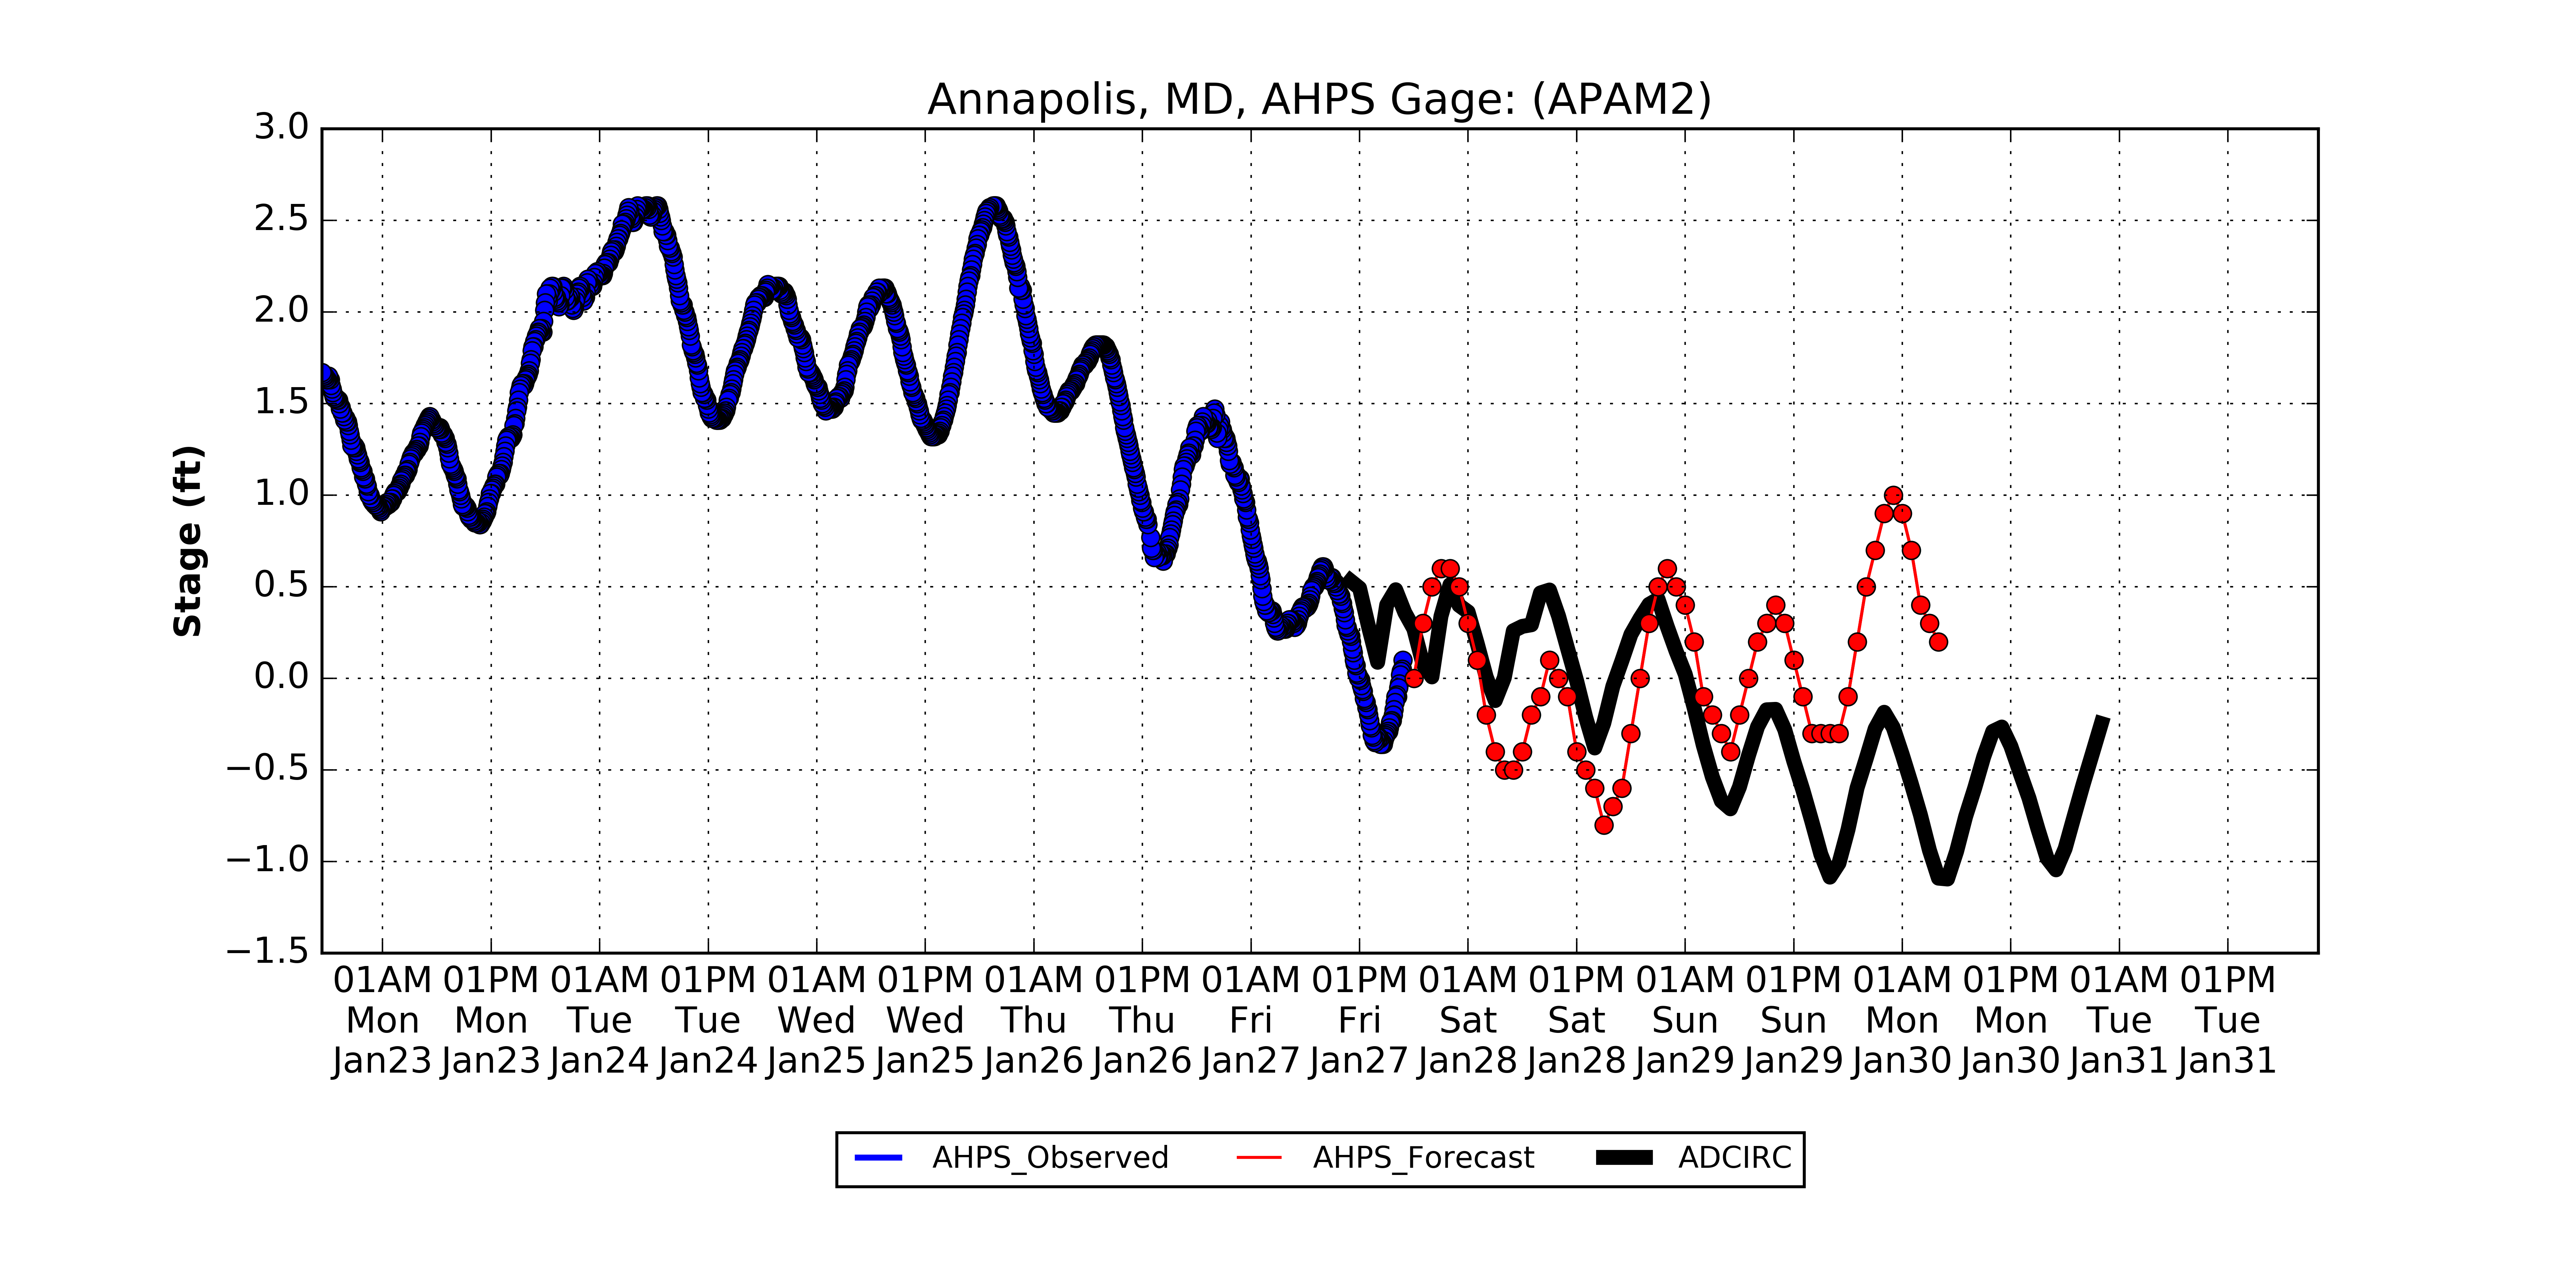 Annapolis, MD, AHPS Gage: (APAM2)
3.0
2.5
2.0
1.5
1.0
0.5
0.0
−0.5
−1.0
−1.5
Stage (ft)
01AM 01PM 01AM 01PM 01AM 01PM 01AM 01PM 01AM 01PM 01AM 01PM 01AM 01PM 01AM 01PM 01AM 01PM
Mon Mon Tue Tue Wed Wed Thu Thu Fri Fri Sat Sat Sun Sun Mon Mon Tue Tue
Jan23 Jan23 Jan24 Jan24 Jan25 Jan25 Jan26 Jan26 Jan27 Jan27 Jan28 Jan28 Jan29 Jan29 Jan30 Jan30 Jan31 Jan31
AHPS_Observed AHPS_Forecast ADCIRC